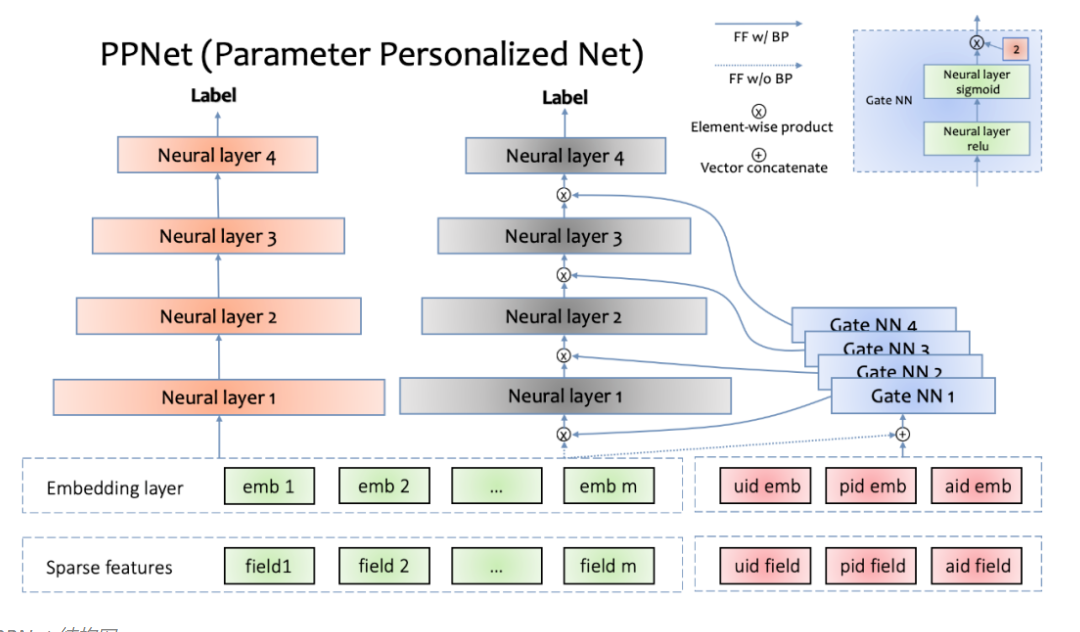 PPNet (Parameter Personalized Net)
FF w/ BP
FF w/o BP
Element-wise product
Vector concatenate
2
Neural layer
sigmoid
Gate NN
Neural layer
relu
Label
Neural layer 4
Neural layer 3
Neural layer 2
Neural layer 1
Label
Neural layer 4
Neural layer 3
Neural layer 2
Neural layer 1
Gate NN 4
Gate NN 3
Gate NN 2
Gate NN 1
Embedding layer
emb 1
emb 2
...
emb m
uid emb
pid emb
aid emb
Sparse features
field1
field 2
...
field m
uid field
pid field
aid field